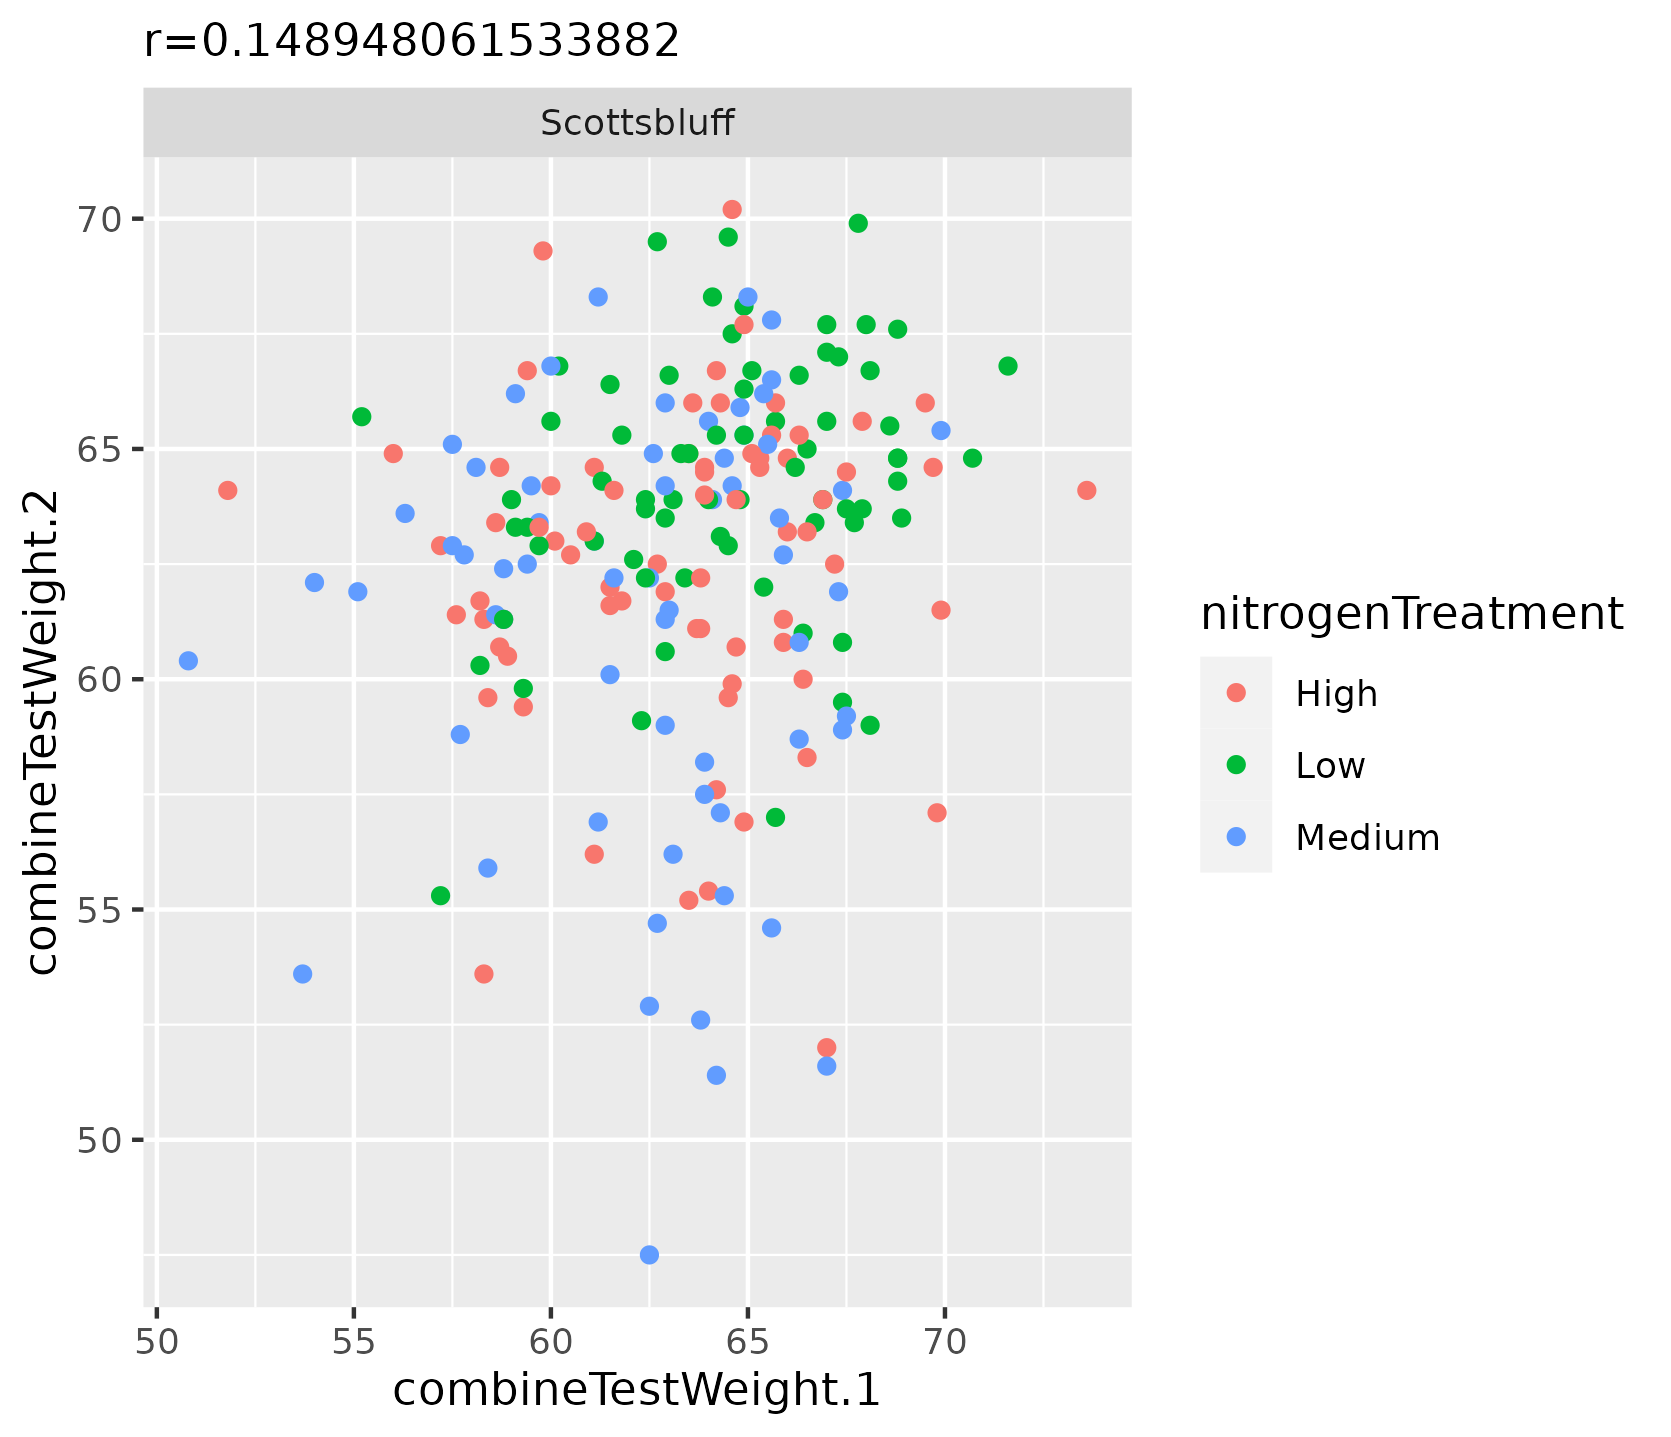 r=0.148948061533882
Scottsbluff
70
65
60
55
50
combineTestWeight.2
50 55 60 65 70
combineTestWeight.1
nitrogenTreatment
High
Low
Medium